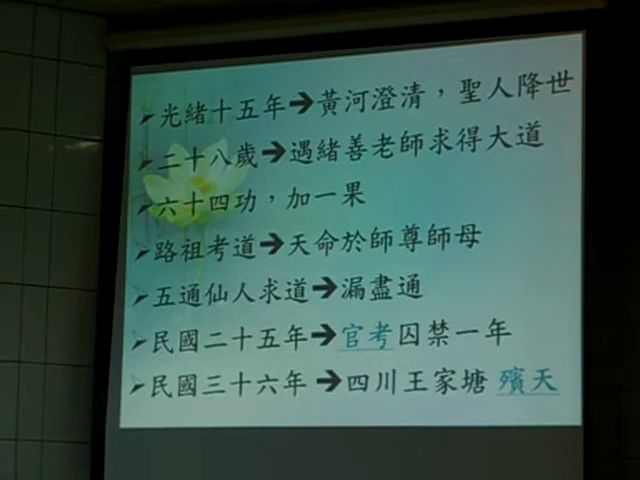 ➤光緒十五年➔黃河澄清，聖人降世
➤二十八歲➔遇緒善老師求得大道
➤六十四功，加一果
➤路祖考道➔天命於師尊師母
➤五通仙人求道➔漏盡通
➤民國二十五年➔官考囚禁一年
➤民國三十六年➔四川王家塘 殯天